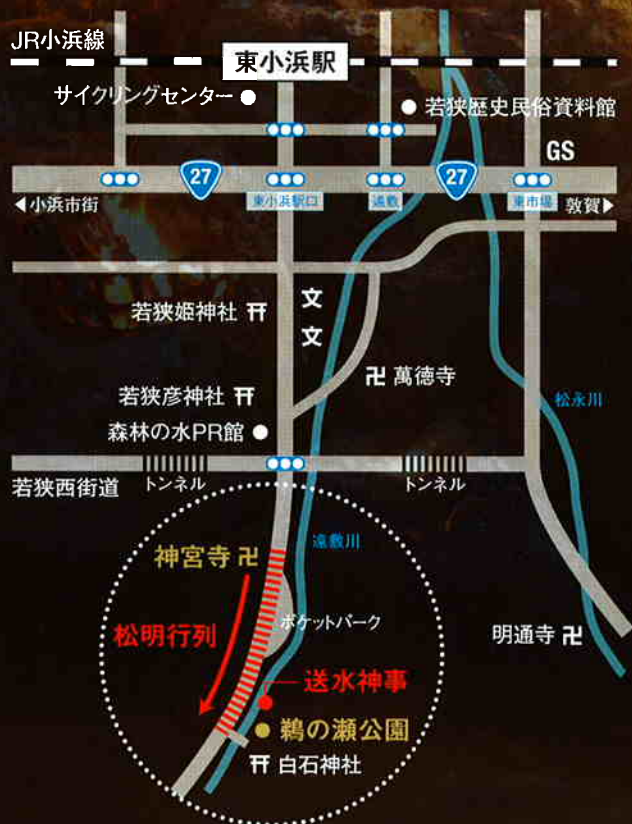 JR小浜線
東小浜駅
サイクリングセンター
若狭歴史民俗資料館
GS
27
27
◀小浜市街
東小浜駅口
遠敷
東市場
敦賀▶
若狭姫神社
文
文
若狭彦神社
卍 萬徳寺
松永川
森林の水PR館
若狭西街道
トンネル
トンネル
神宮寺 卍
遠敷川
松明行列
ポケットパーク
明通寺 卍
送水神事
鵜の瀬公園
白石神社